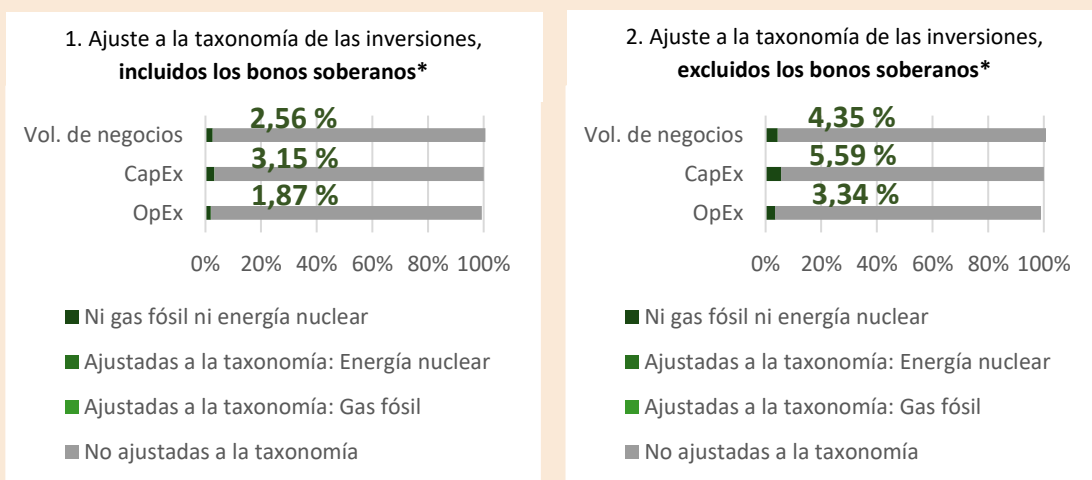 1. Ajuste a la taxonomía de las inversiones,
incluidos los bonos soberanos*
2,56 %
Vol. de negocios
3,15 %
CapEx
1,87 %
OpEx
0% 20% 40% 60% 80% 100%
Ni gas fósil ni energía nuclear
Ajustadas a la taxonomía: Energía nuclear
Ajustadas a la taxonomía: Gas fósil
No ajustadas a la taxonomía
2. Ajuste a la taxonomía de las inversiones,
excluidos los bonos soberanos*
4,35 %
Vol. de negocios
5,59 %
CapEx
3,34 %
OpEx
0% 20% 40% 60% 80% 100%
Ni gas fósil ni energía nuclear
Ajustadas a la taxonomía: Energía nuclear
Ajustadas a la taxonomía: Gas fósil
No ajustadas a la taxonomía